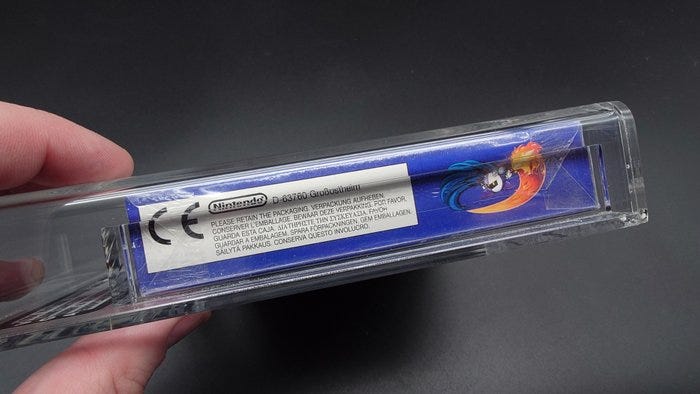 CE
Nintendo D-63760 Großostheim
PLEASE RETAIN THE PACKAGING. VERPACKUNG AUFHEBEN.
CONSERVER L'EMBALLAGE. BEWAAR DEZE VERPAKKING. POR FAVOR,
GUARDA ESTA CAJA. ΔΙΑΤΗΡΗΣΤΕ ΤΗΝ ΣΥΣΚΕΥΑΣΙΑ. FAVOR
GUARDAR A EMBALAGEM. SPARA FÖRPACKNINGEN. GEM EMBALLAGEN.
SÄILYTÄ PAKKAUS. CONSERVA QUESTO INVOLUCRO.